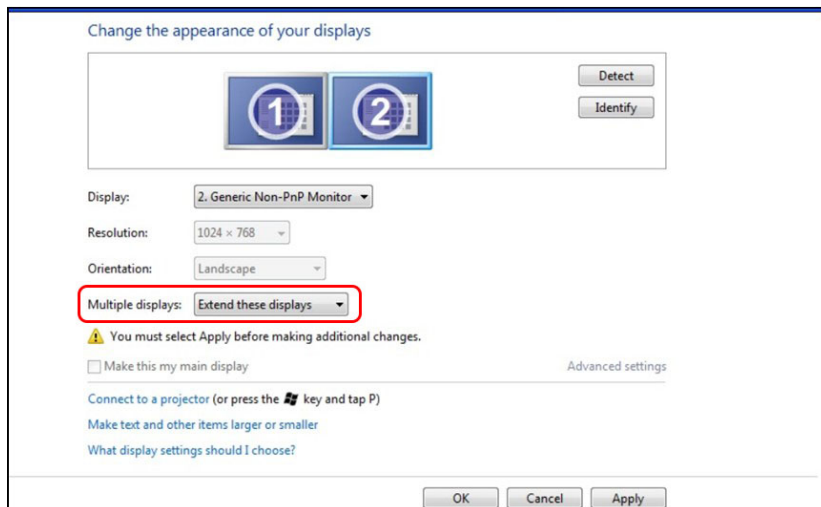 Change the appearance of your displays
1
2
Detect
Identify
Display:
2. Generic Non-PnP Monitor
Resolution:
1024 × 768
Orientation:
Landscape
Multiple displays:
Extend these displays
You must select Apply before making additional changes.
Make this my main display
Advanced settings
Connect to a projector (or press the key and tap P)
Make text and other items larger or smaller
What display settings should I choose?
OK
Cancel
Apply